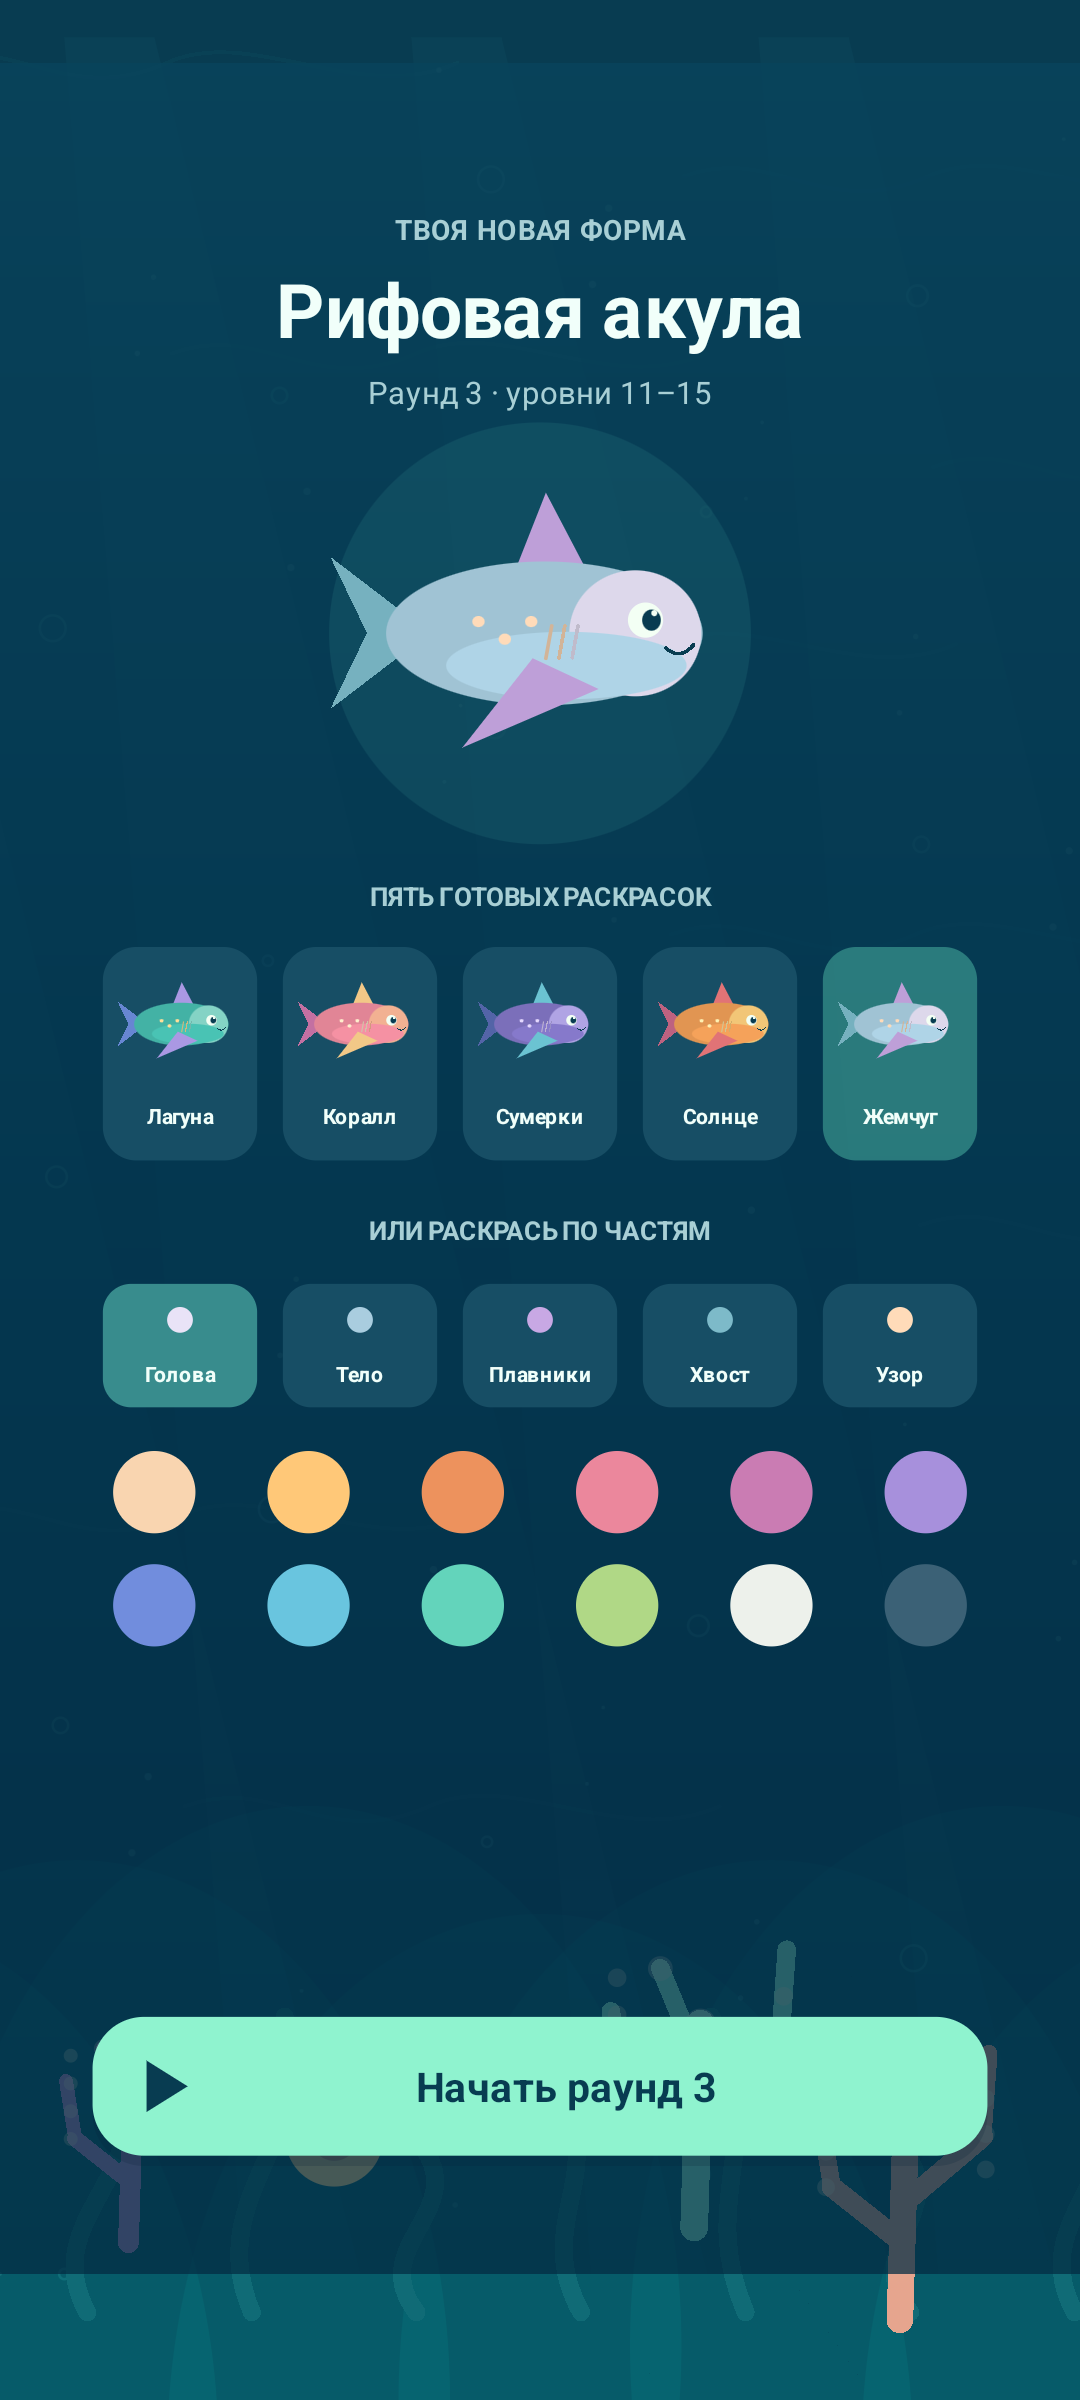 ТВОЯ НОВАЯ ФОРМА
Рифовая акула
Раунд 3 · уровни 11–15
ПЯТЬ ГОТОВЫХ РАСКРАСОК
Лагуна
Коралл
Сумерки
Солнце
Жемчуг
ИЛИ РАСКРАСЬ ПО ЧАСТЯМ
Голова
Тело
Плавники
Хвост
Узор
Начать раунд 3